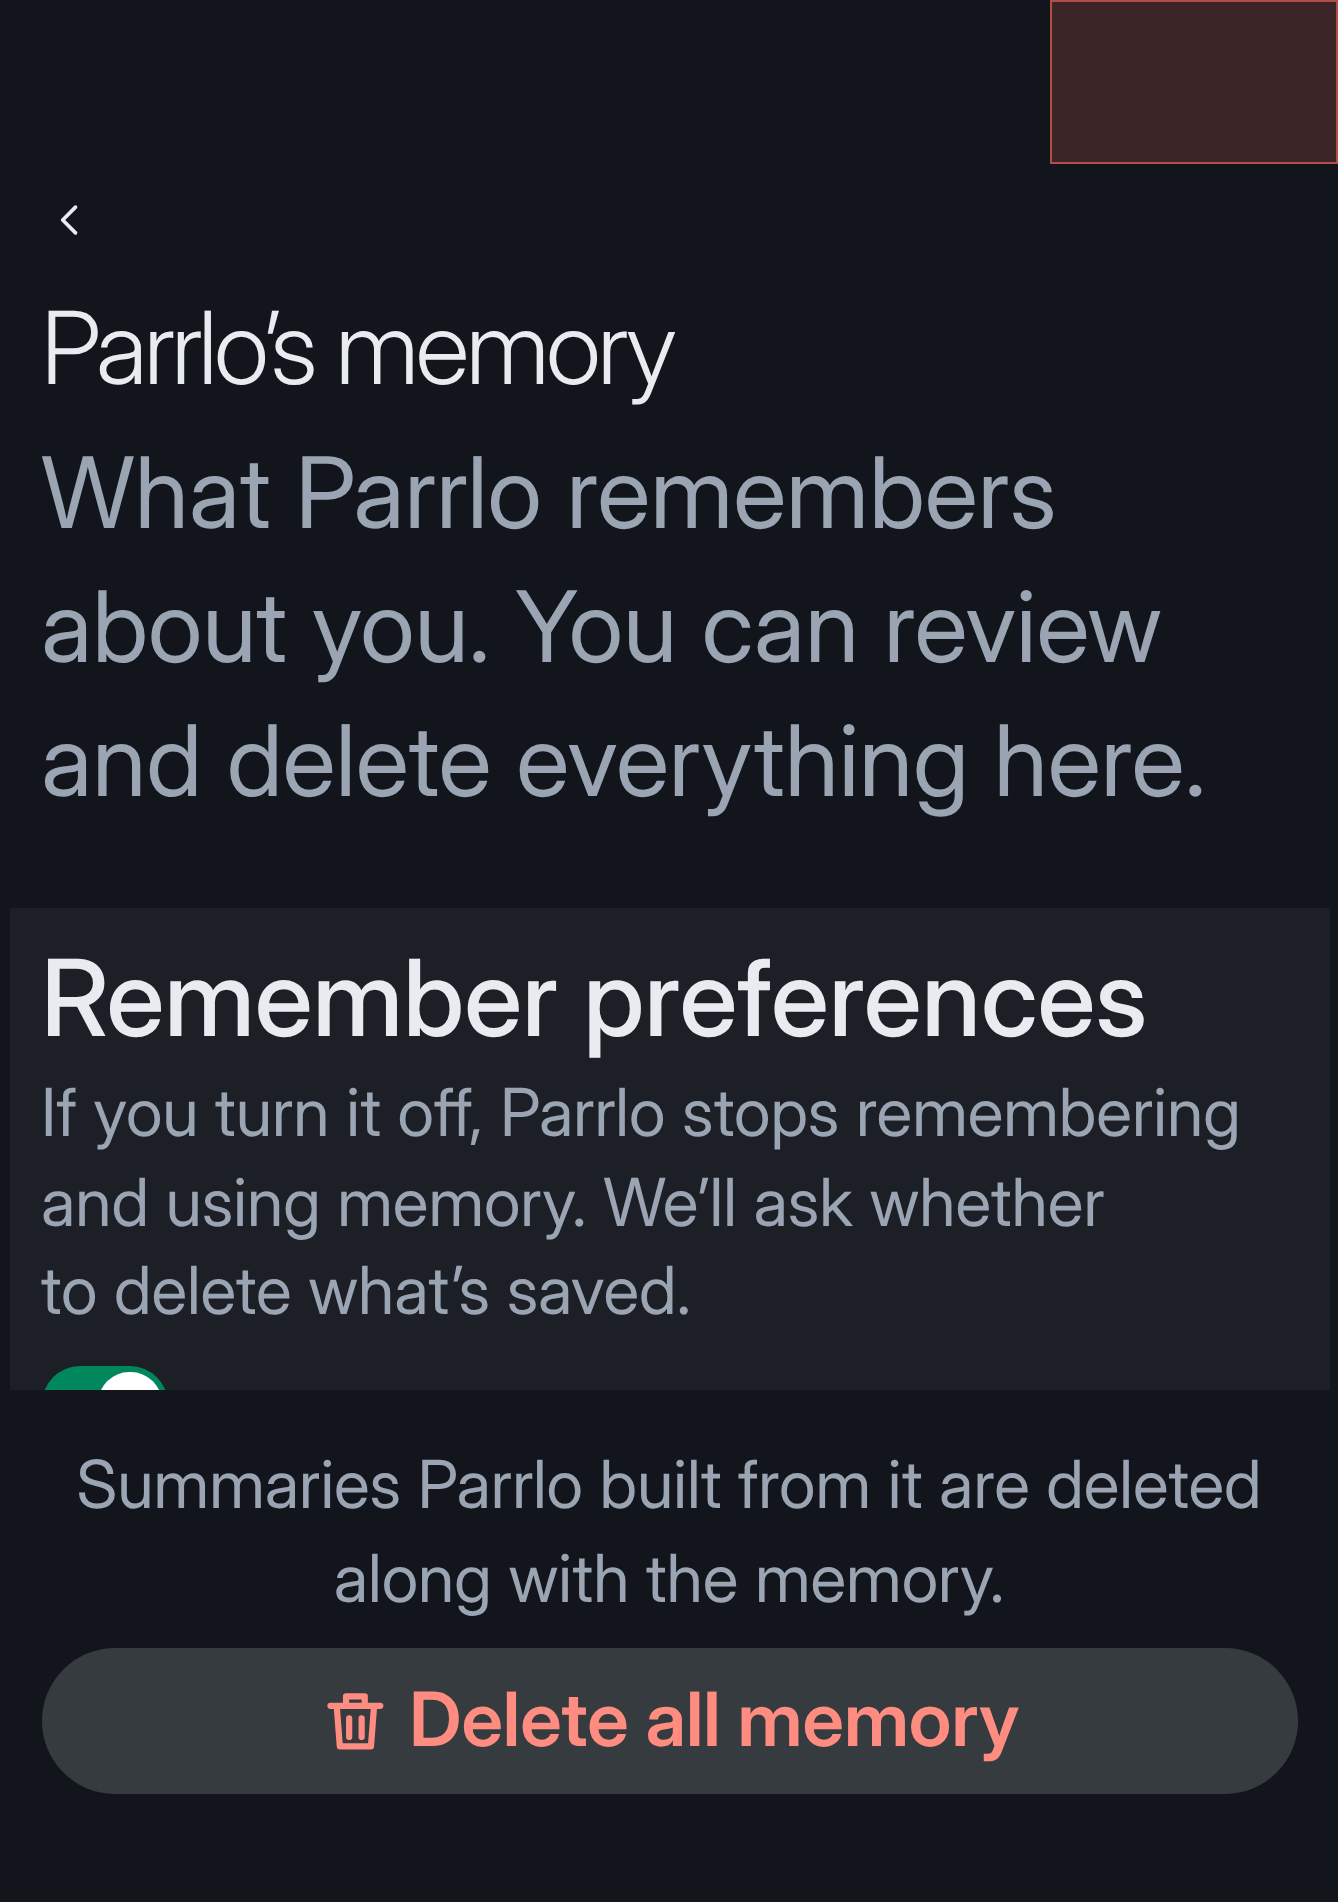 Parrlo’s memory
What Parrlo remembers
about you. You can review
and delete everything here.
Remember preferences
If you turn it off, Parrlo stops remembering
and using memory. We’ll ask whether
to delete what’s saved.
Summaries Parrlo built from it are deleted
along with the memory.
Delete all memory